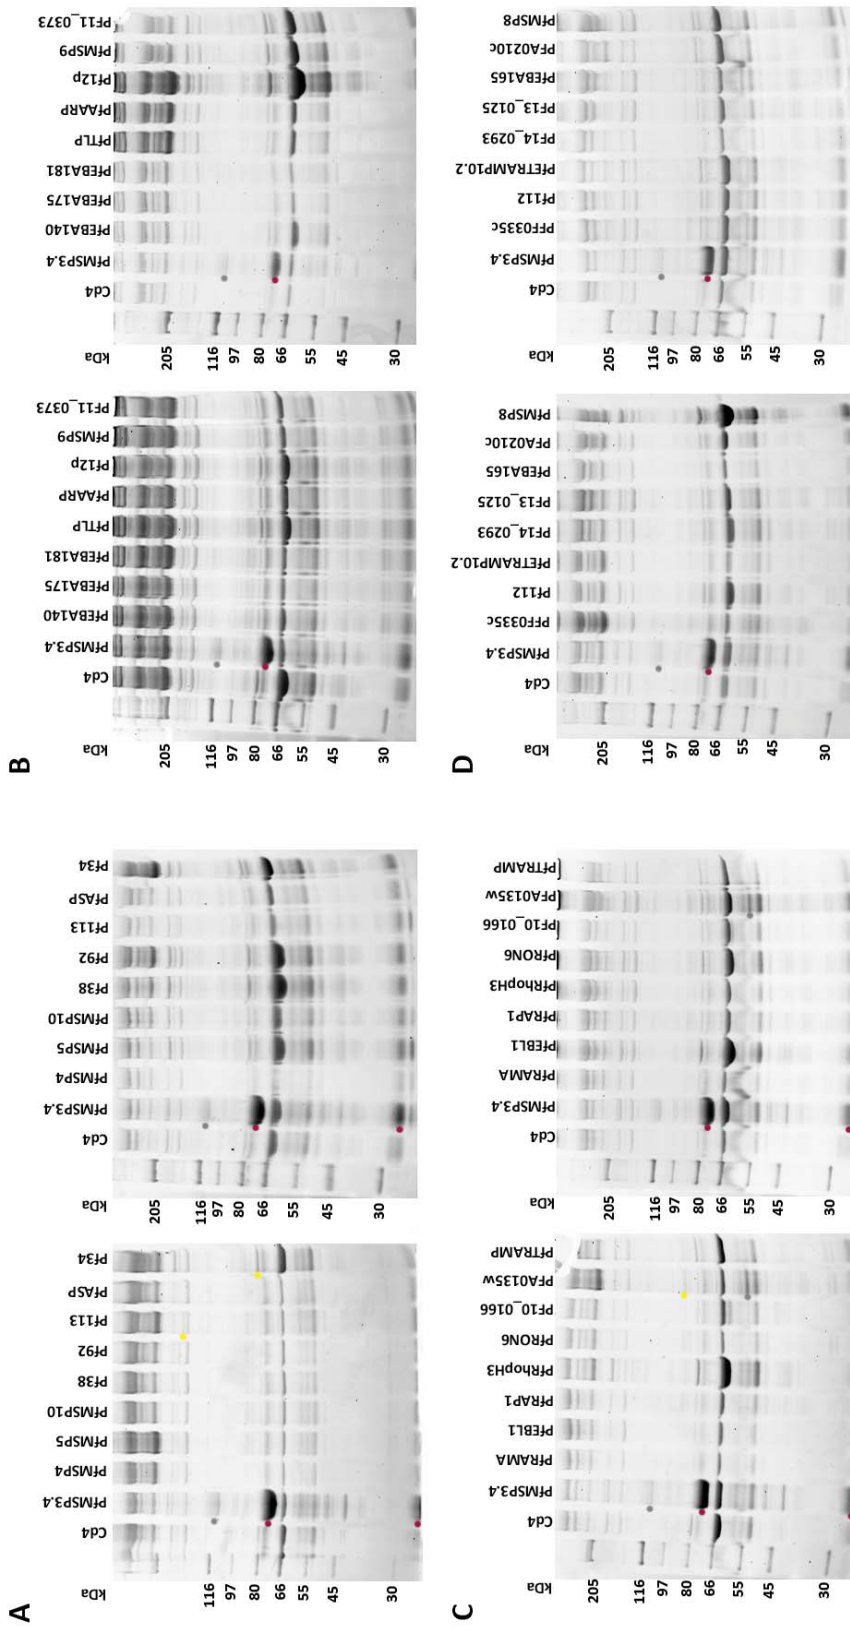 A
kDa
Cd4
PfMSP3.4
PfMSP4
PfMSP5
PfMSP10
Pf38
Pf92
Pf113
PfASP
Pf34
116
97
80
66
55
45
30
kDa
Cd4
PfMSP3.4
PfMSP4
PfMSP5
PfMSP10
Pf38
Pf92
Pf113
PfASP
Pf34
205
116
97
80
66
55
45
30
B
kDa
Cd4
PfMSP3.4
PfEBA140
PfEBA175
PfEBA181
PfTLP
PfAARP
Pf12p
PfMSP9
PF11_0373
205
116
97
80
66
55
45
30
kDa
Cd4
PfMSP3.4
PfEBA140
PfEBA175
PfEBA181
PfTLP
PfAARP
Pf12p
PfMSP9
PF11_0373
205
116
97
80
66
55
45
30
C
kDa
Cd4
PfMSP3.4
PfRAMA
PfEBL1
PfRAP1
PfRhopH3
PfRON6
PF10_0166
PFA0135w
PfTRAMP
205
116
97
80
66
55
45
30
kDa
Cd4
PfMSP3.4
PfRAMA
PfEBL1
PfRAP1
PfRhopH3
PfRON6
PF10_0166
PFA0135w
PfTRAMP
205
116
97
80
66
55
45
30
D
kDa
Cd4
PfMSP3.4
PFF0335c
Pf112
PfETRAMP10.2
PF14_0293
PF13_0125
PfEBA165
PFA0210c
PfMSP8
205
116
97
80
66
55
45
30
kDa
Cd4
PfMSP3.4
PFF0335c
Pf112
PfETRAMP10.2
PF14_0293
PF13_0125
PfEBA165
PFA0210c
PfMSP8
205
116
97
80
66
55
45
30